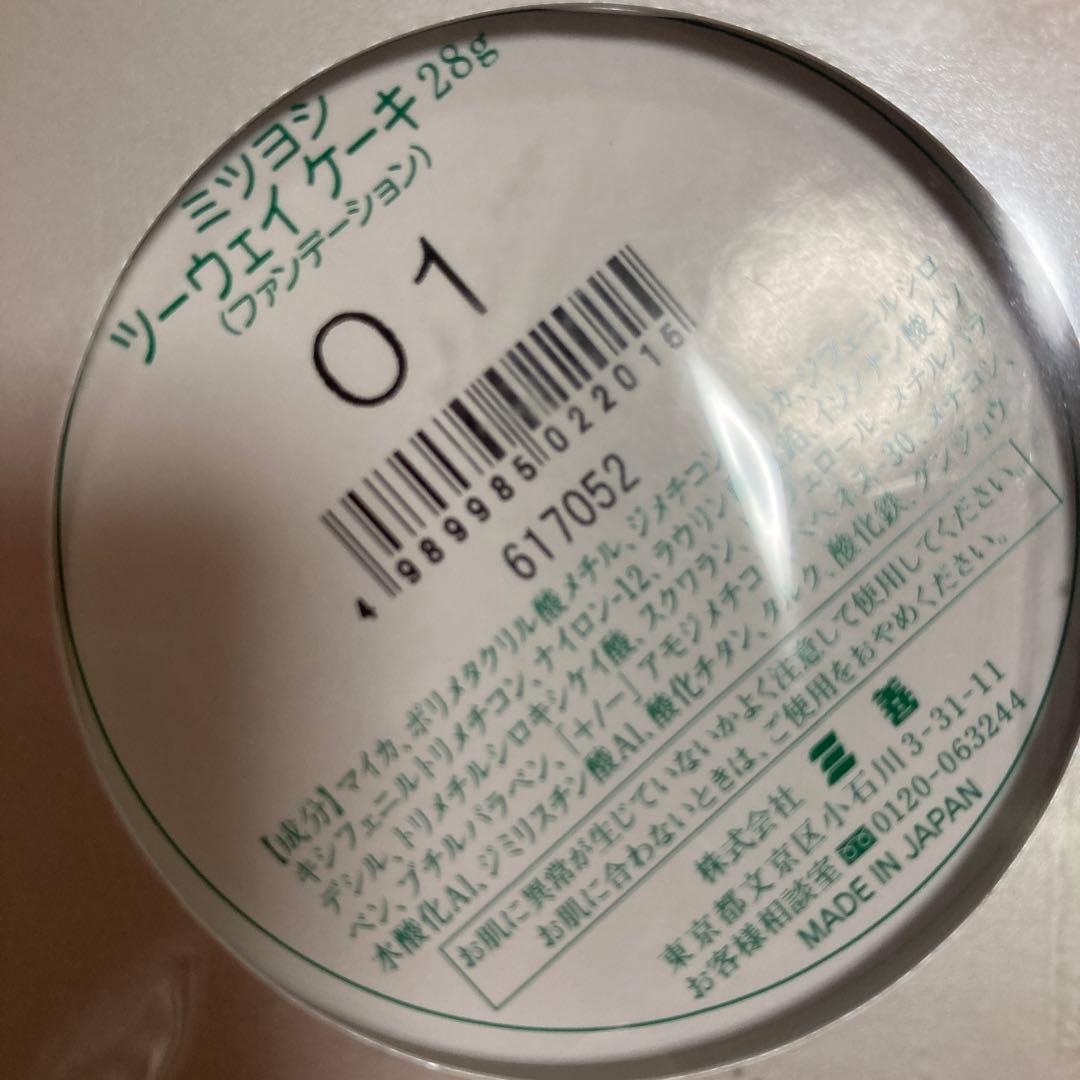 ミツヨシ
ツーウェイ ケーキ 28g
(ファンデーション)
01
4 989985 022015
617052
【成分】マイカ、ポリメタクリル酸メチル、ジメチコン、 カ、ジフェニルシロ
キシフェニルトリメチコン、ナイロン-12、ラウリン 鉛、イソノナン酸イソ
デシル、トリメチルシロキシケイ酸、スクワラン、 フェロール、メチルパラ
ベン、ブチルパラベン、[+/-]アモジメチコ ベヘネス-30、メチコン、
水酸化Al、ジミリスチン酸Al、酸化チタン、タルク、酸化鉄、グンジョウ
お肌に異常が生じていないかよく注意して使用してください。
お肌に合わないときは、ご使用をおやめください。
株式会社 三善
東京都文京区小石川3-31-11
お客様相談室 0120-063244
MADE IN JAPAN